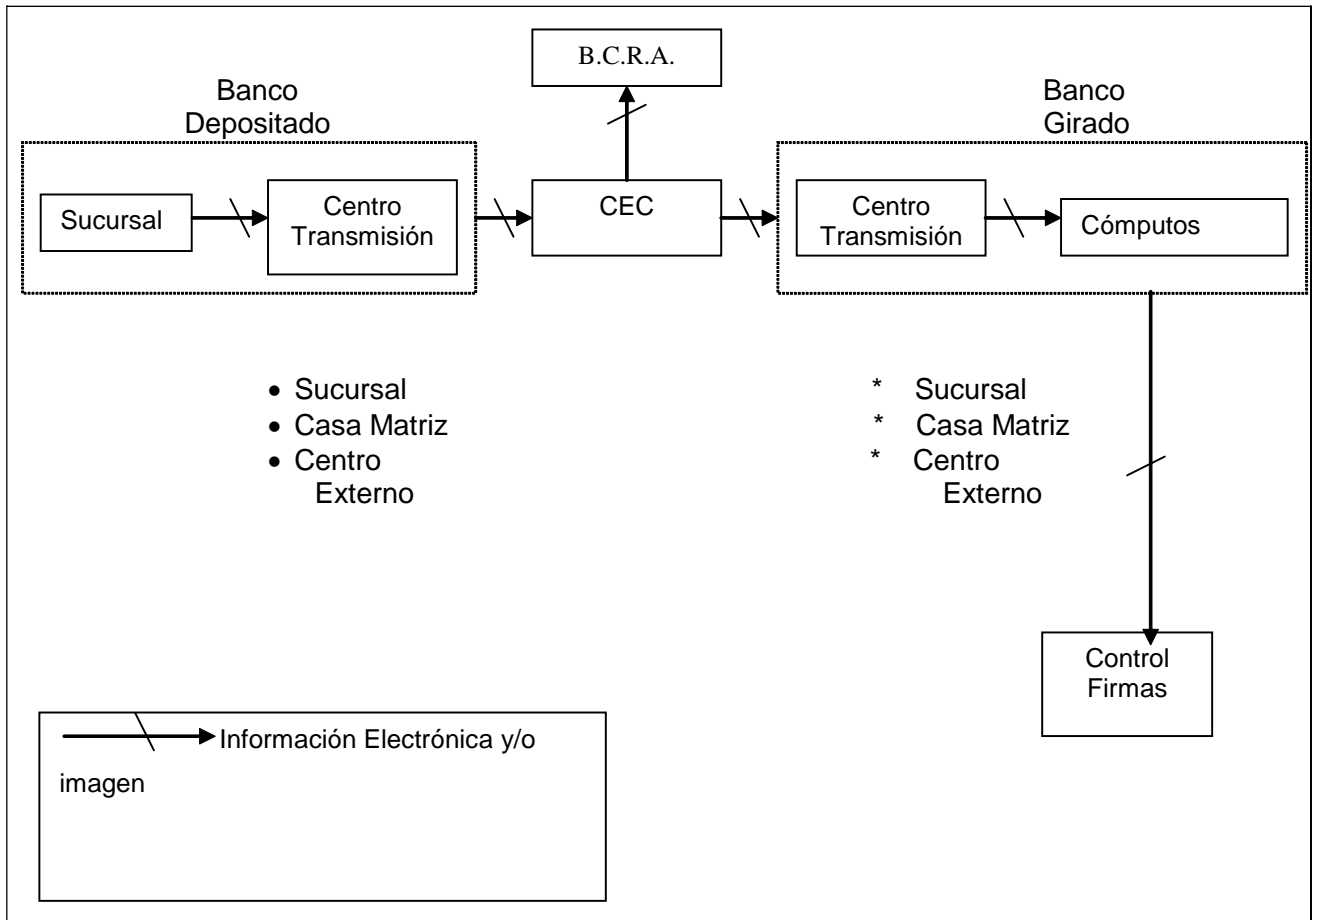 B.C.R.A.
Banco
Depositado
Banco
Girado
Sucursal
Centro
Transmisión
CEC
Centro
Transmisión
Cómputos
• Sucursal
• Casa Matriz
• Centro
Externo
* Sucursal
* Casa Matriz
* Centro
Externo
Control
Firmas
Información Electrónica y/o
imagen